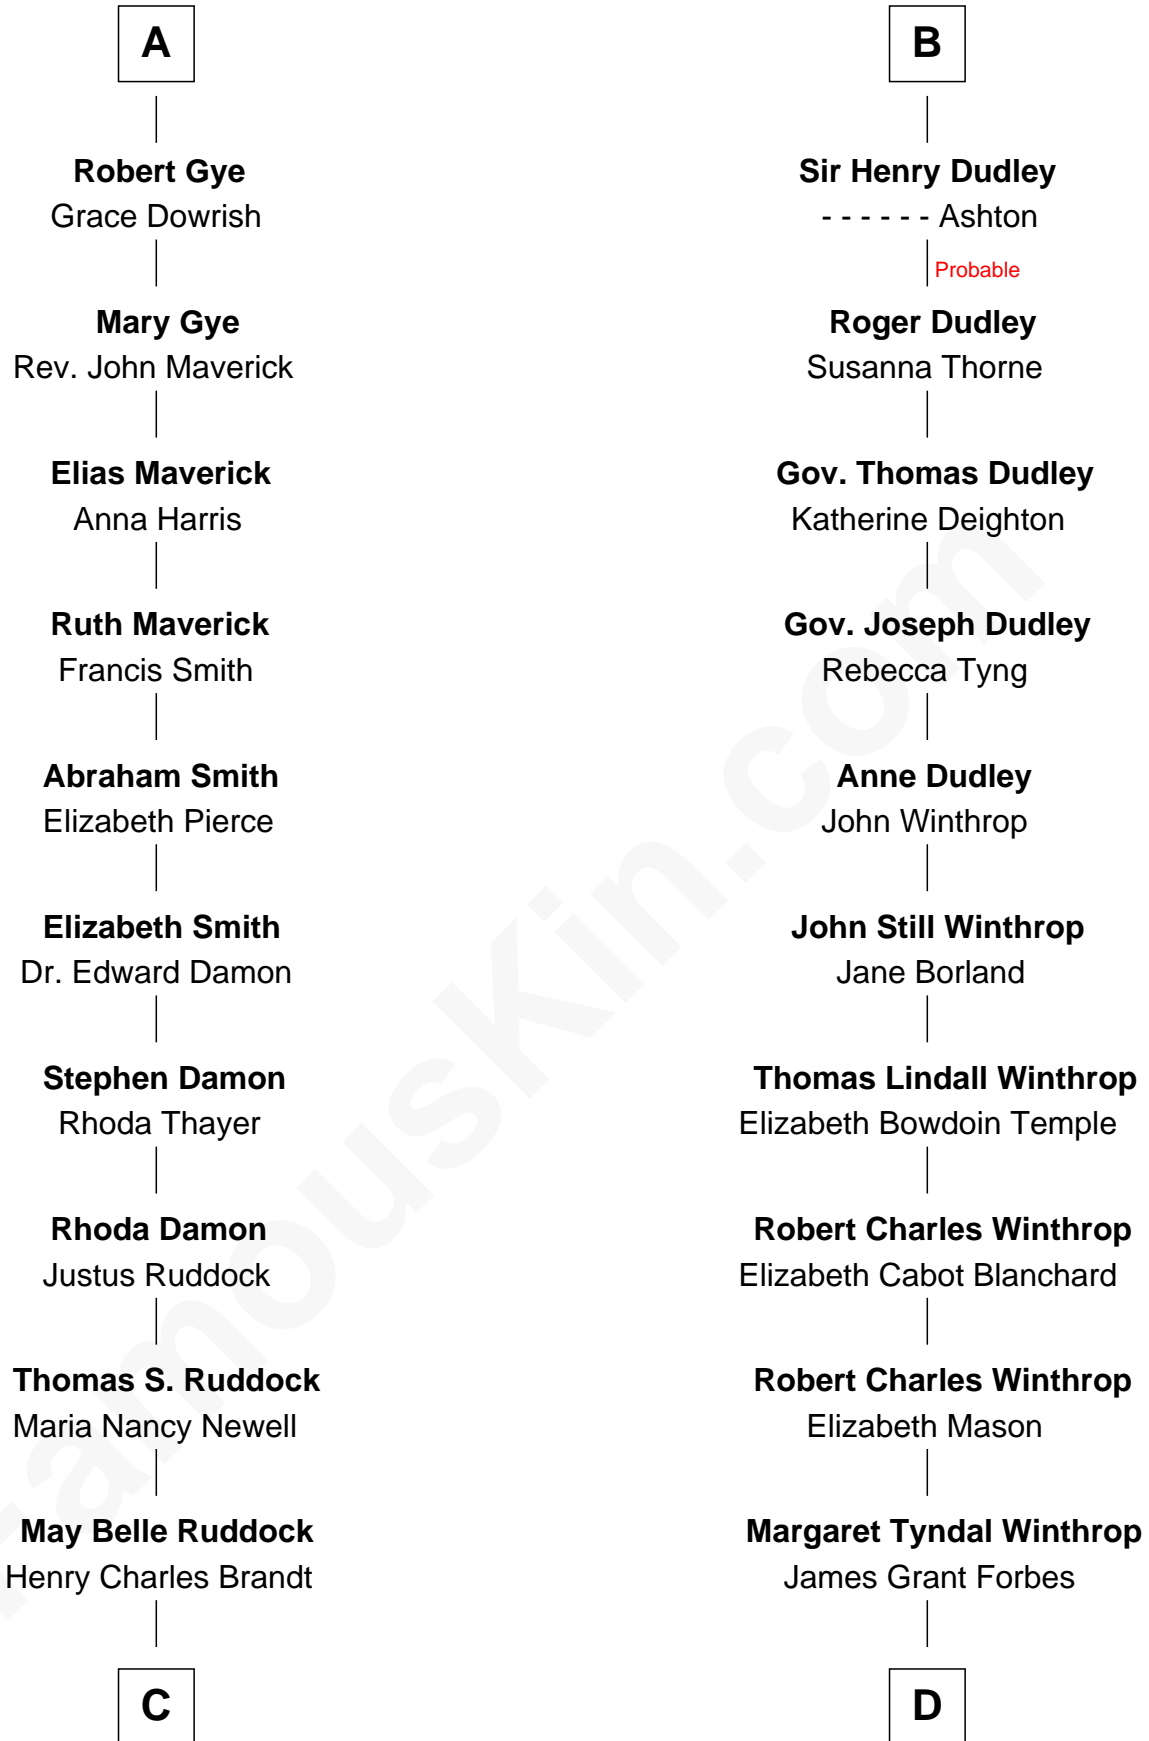 A
Robert Gye
Grace Dowrish
Mary Gye
Rev. John Maverick
Elias Maverick
Anna Harris
Ruth Maverick
Francis Smith
Abraham Smith
Elizabeth Pierce
Elizabeth Smith
Dr. Edward Damon
Stephen Damon
Rhoda Thayer
Rhoda Damon
Justus Ruddock
Thomas S. Ruddock
Maria Nancy Newell
May Belle Ruddock
Henry Charles Brandt
C
B
Sir Henry Dudley
- - - - - - Ashton
Probable
Roger Dudley
Susanna Thorne
Gov. Thomas Dudley
Katherine Deighton
Gov. Joseph Dudley
Rebecca Tyng
Anne Dudley
John Winthrop
John Still Winthrop
Jane Borland
Thomas Lindall Winthrop
Elizabeth Bowdoin Temple
Robert Charles Winthrop
Elizabeth Cabot Blanchard
Robert Charles Winthrop
Elizabeth Mason
Margaret Tyndal Winthrop
James Grant Forbes
D
FamousKin.com